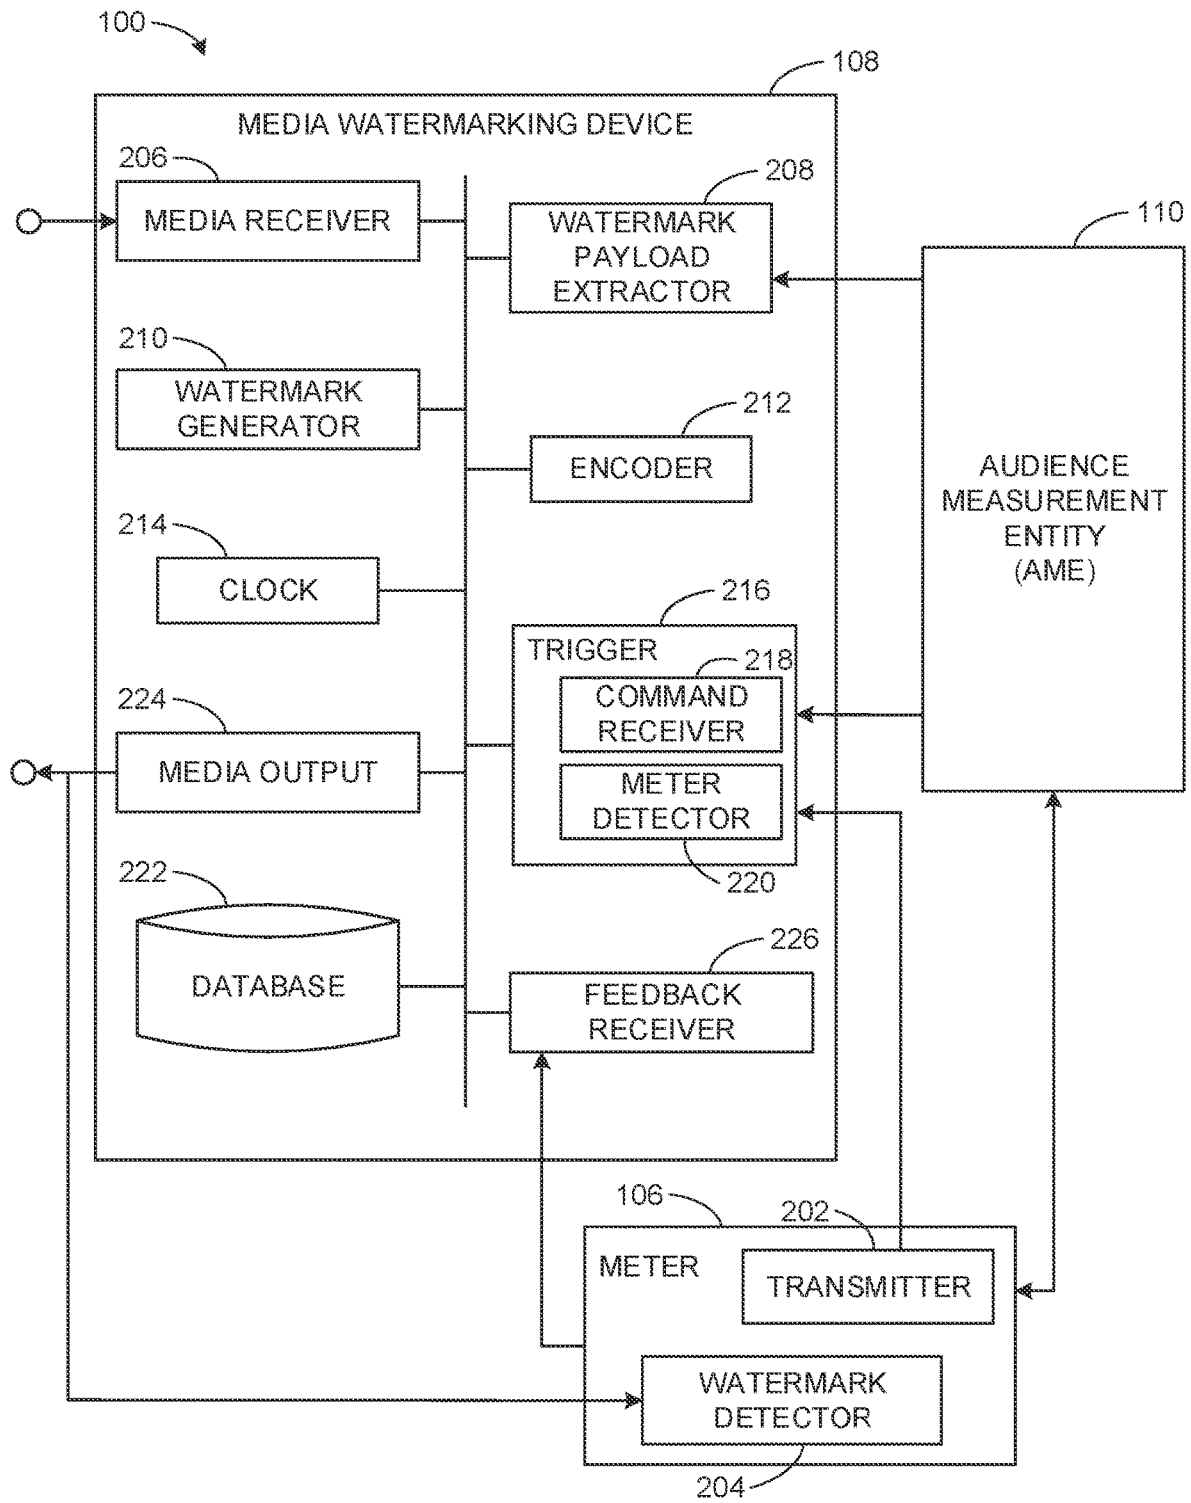 100
108
MEDIA WATERMARKING DEVICE
206
MEDIA RECEIVER
208
WATERMARK
PAYLOAD
EXTRACTOR
110
AUDIENCE
MEASUREMENT
ENTITY
(AME)
210
WATERMARK
GENERATOR
212
ENCODER
214
CLOCK
216
TRIGGER
218
COMMAND
RECEIVER
METER
DETECTOR
220
224
MEDIA OUTPUT
222
DATABASE
226
FEEDBACK
RECEIVER
106
METER
202
TRANSMITTER
WATERMARK
DETECTOR
204